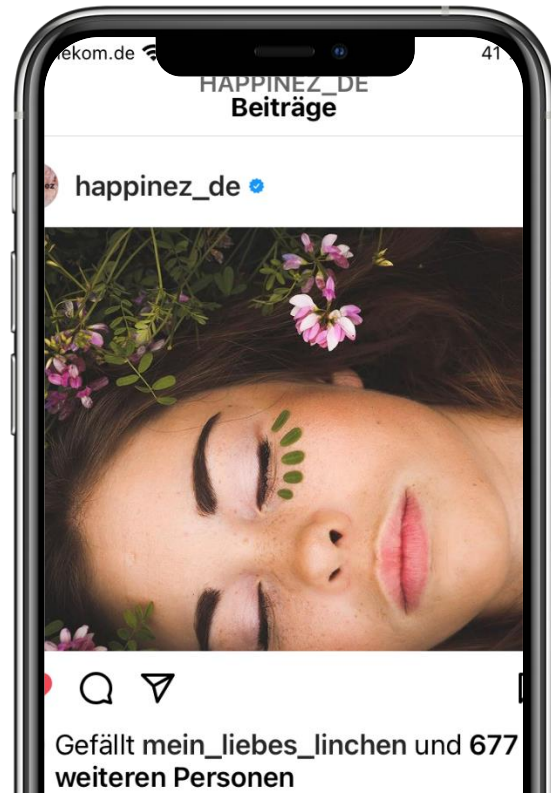 ekom.de
41
HAPPINEZ_DE
Beiträge
happinez_de
Gefällt mein_liebes_linchen und 677
weiteren Personen